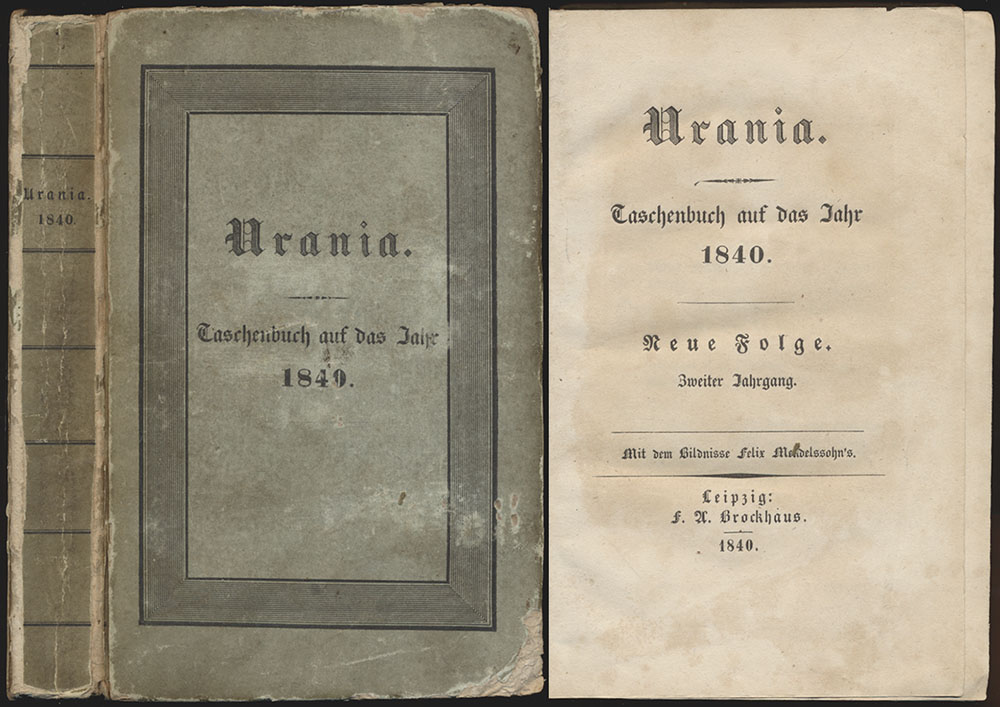 Urania.
1840.
Urania.
Taschenbuch auf das Jahr
1840.
Urania.
Taschenbuch auf das Jahr
1840.
Neue Folge.
Zweiter Jahrgang.
Mit dem Bildnisse Felix Mendelssohn's.
Leipzig:
F. A. Brockhaus.
1840.